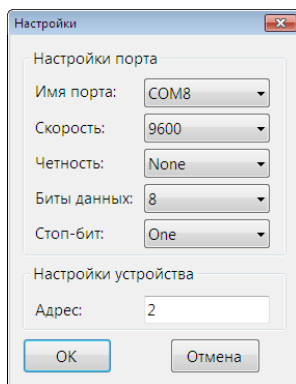 Настройки
Настройки порта
Имя порта: COM8
Скорость: 9600
Четность: None
Биты данных: 8
Стоп-бит: One
Настройки устройства
Адрес: 2
OK Отмена